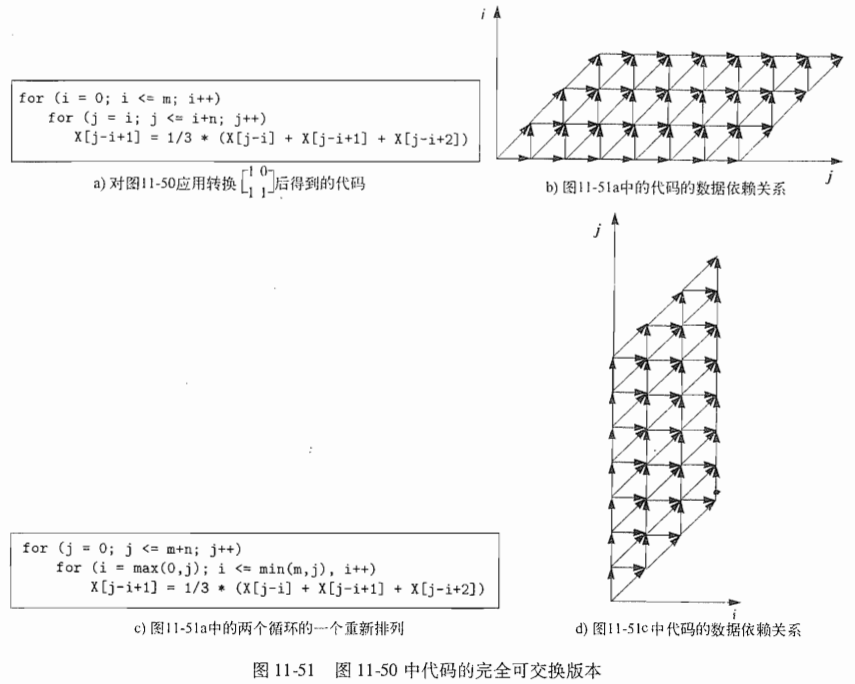 i
for (i = 0; i <= m; i++)
for (j = i; j <= i+n; j++)
X[j-i+1] = 1/3 * (X[j-i] + X[j-i+1] + X[j-i+2])
j
a) 对图11-50应用转换[1 0
1 1]后得到的代码
b) 图11-51a中的代码的数据依赖关系
j
for (j = 0; j <= m+n; j++)
for (i = max(0,j); i <= min(m,j), i++)
X[j-i+1] = 1/3 * (X[j-i] + X[j-i+1] + X[j-i+2])
i
c) 图11-51a中的两个循环的一个重新排列
d) 图11-51c中代码的数据依赖关系
图 11-51 图 11-50 中代码的完全可交换版本